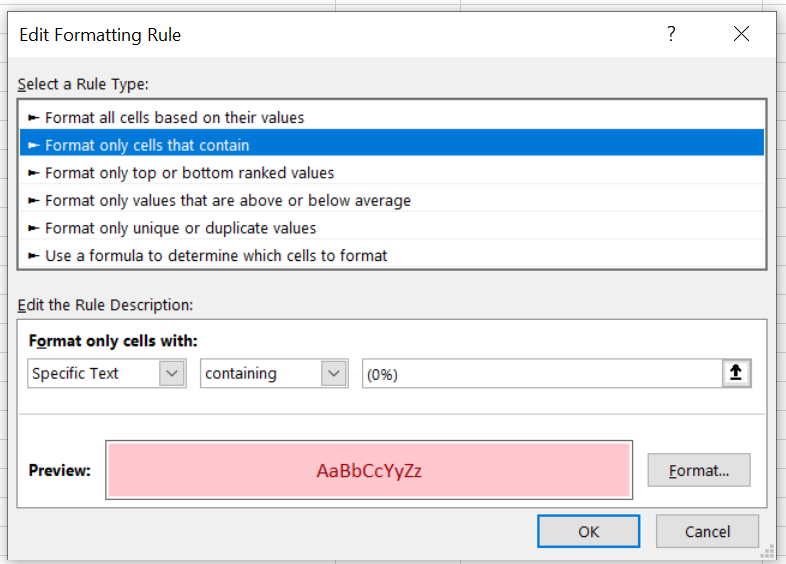 Edit Formatting Rule ?
Select a Rule Type:
► Format all cells based on their values
► Format only cells that contain
► Format only top or bottom ranked values
► Format only values that are above or below average
► Format only unique or duplicate values
► Use a formula to determine which cells to format
Edit the Rule Description:
Format only cells with:
Specific Text containing (0%)
Preview: AaBbCcYyZz Format...
OK Cancel